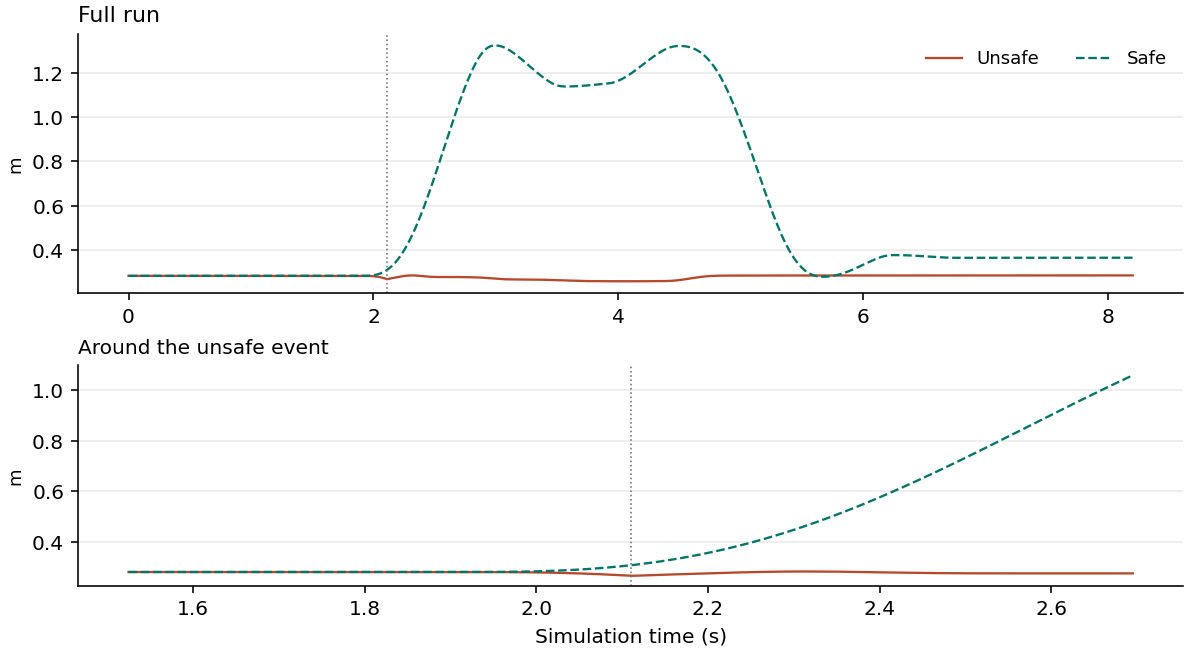 Full run
Unsafe Safe
m
1.2
1.0
0.8
0.6
0.4
0 2 4 6 8
Around the unsafe event
m
1.0
0.8
0.6
0.4
1.6 1.8 2.0 2.2 2.4 2.6
Simulation time (s)